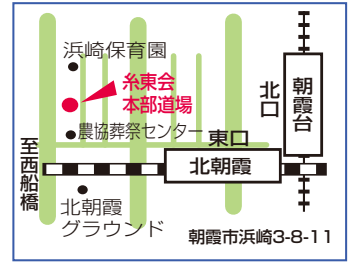 浜崎保育園
糸東会
本部道場
農協葬祭センター
東口
北口
朝霞台
至西船橋
北朝霞
北朝霞
グラウンド
朝霞市浜崎3-8-11